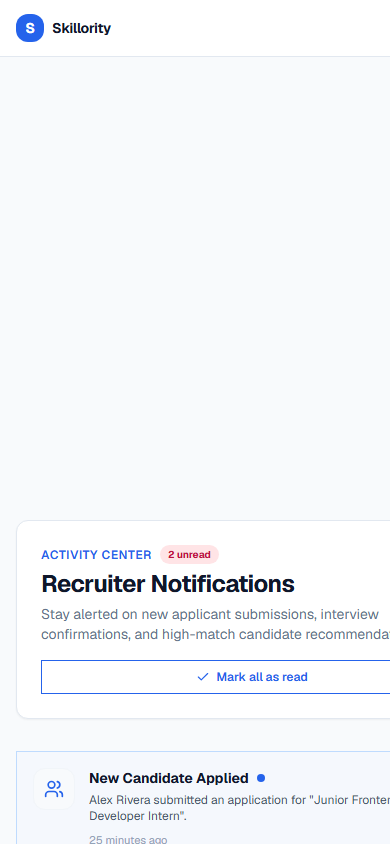 S Skillority
ACTIVITY CENTER 2 unread
Recruiter Notifications
Stay alerted on new applicant submissions, interview
confirmations, and high-match candidate
Mark all as read
New Candidate Applied
Alex Rivera submitted an application for "Junior
Developer Intern".
25 minutes ago